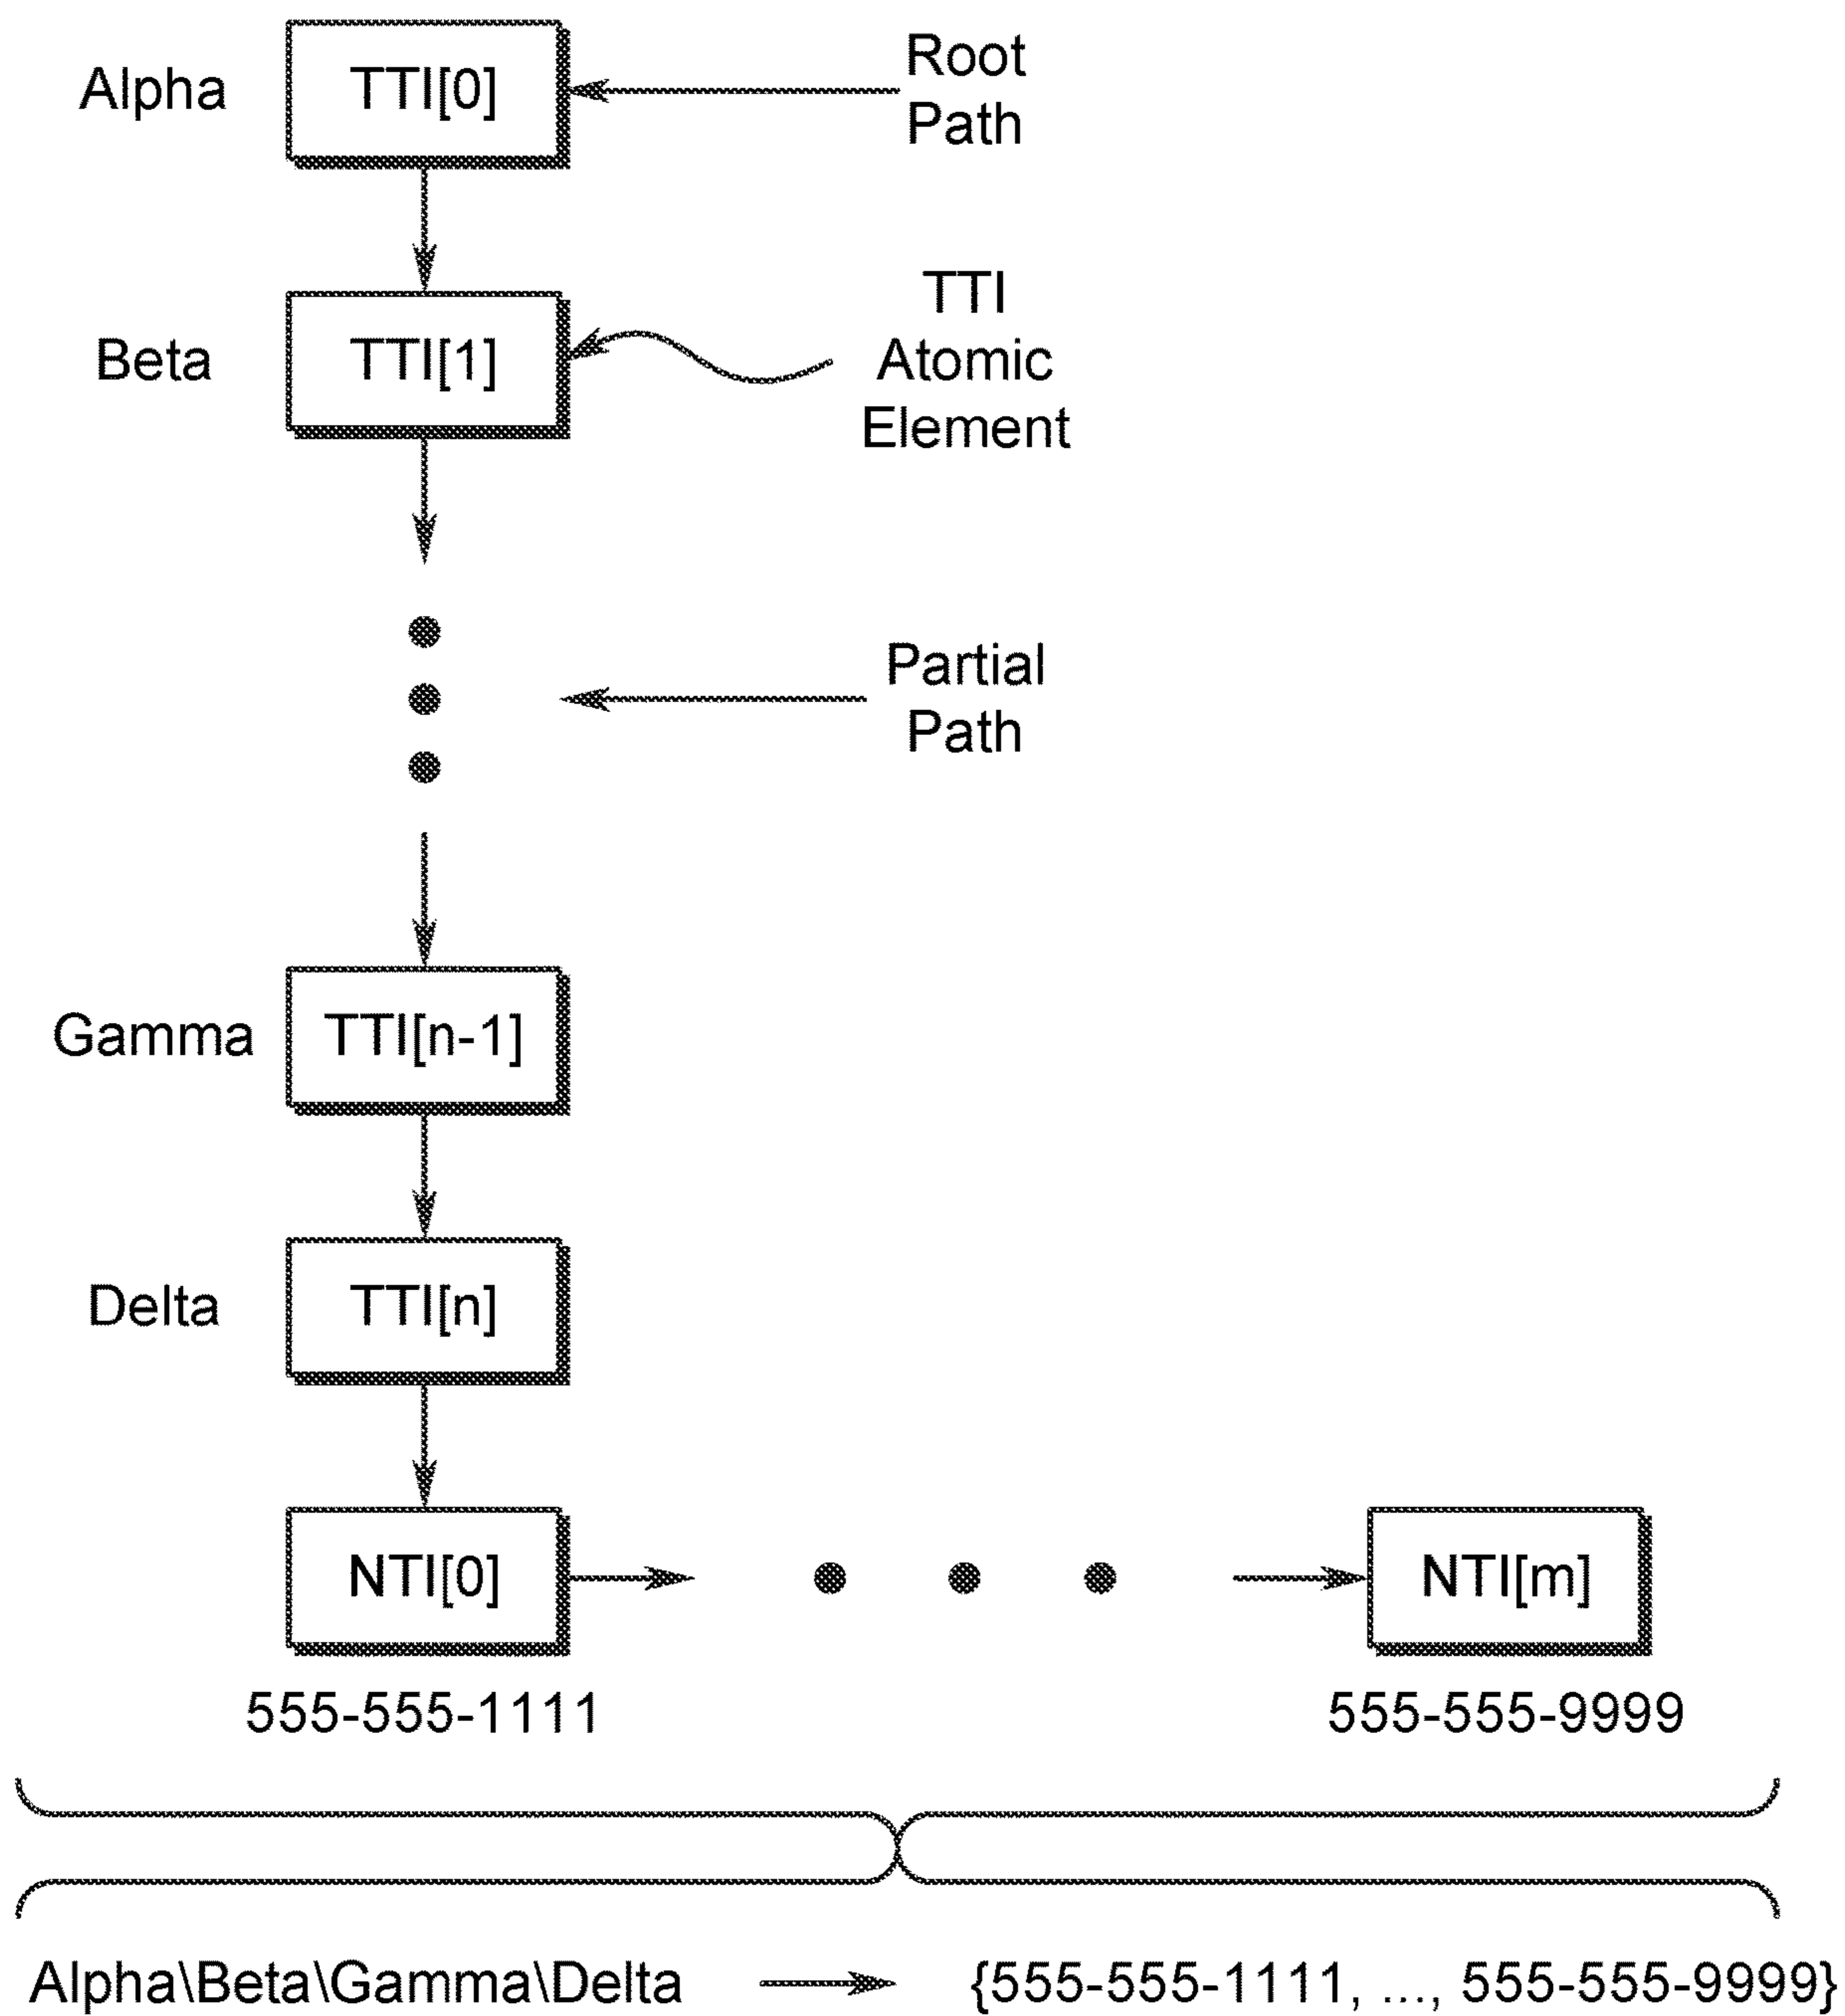 Alpha
TTI[0]
Root
Path
Beta
TTI[1]
TTI
Atomic
Element
Partial
Path
Gamma
TTI[n-1]
Delta
TTI[n]
NTI[0]
NTI[m]
555-555-1111
555-555-9999
Alpha\Beta\Gamma\Delta
{555-555-1111, ..., 555-555-9999}